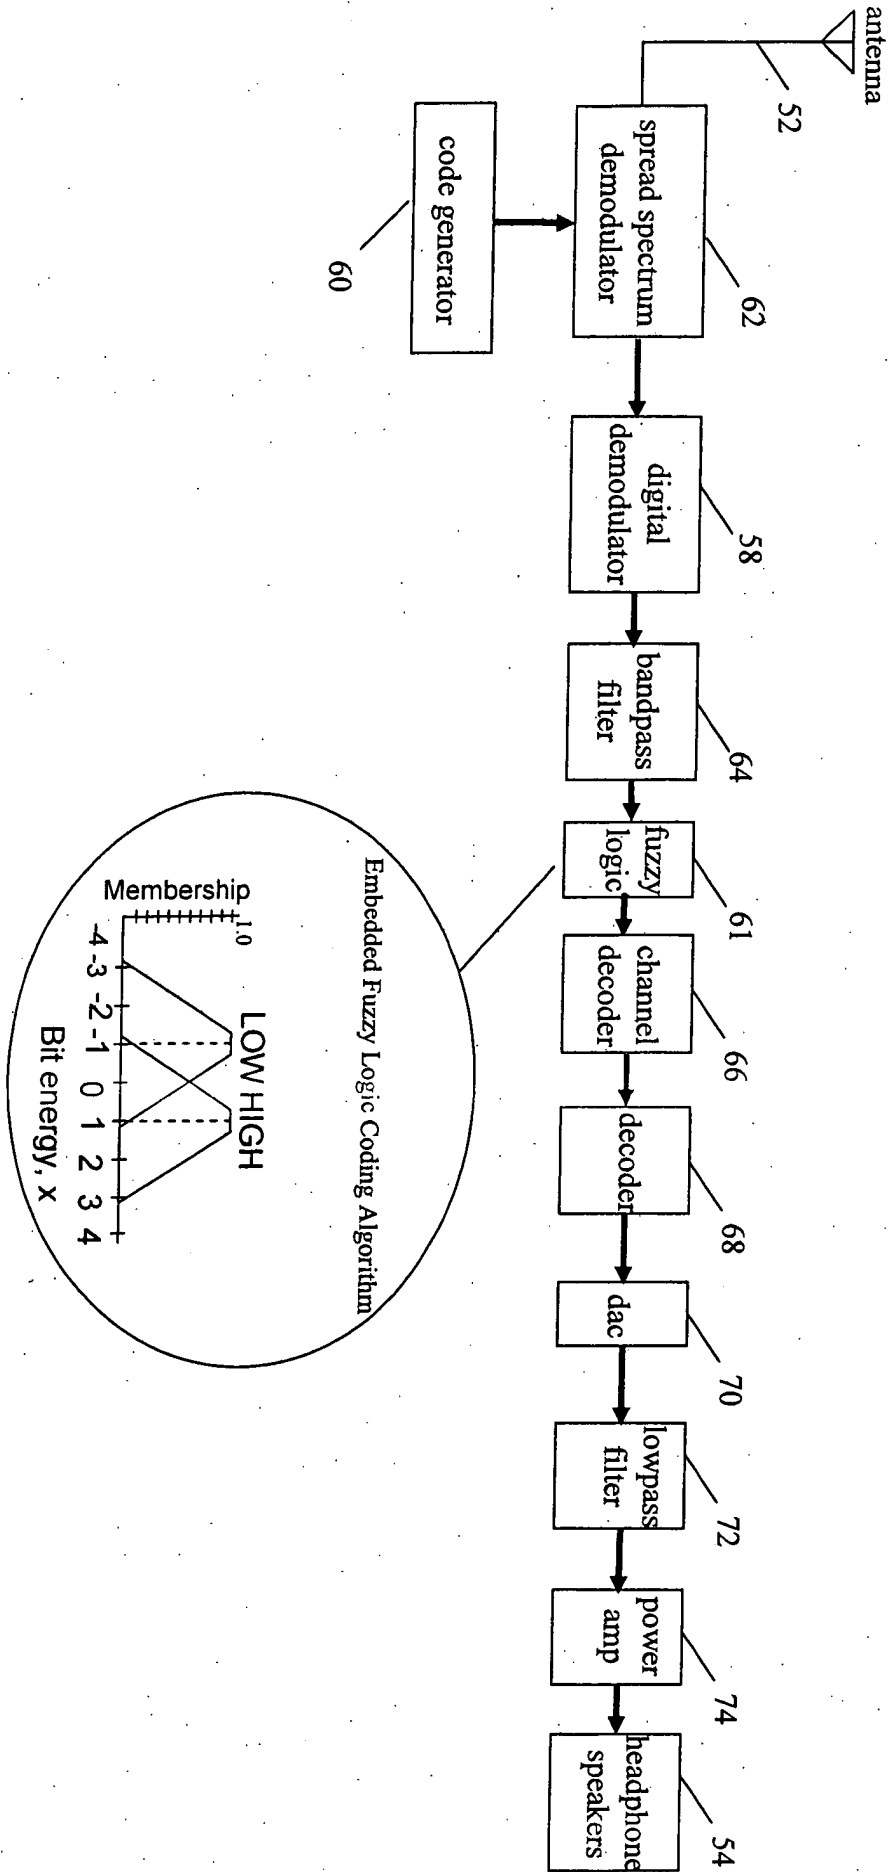 antenna
52
spread spectrum
demodulator
62
code generator
60
digital
demodulator
58
bandpass
filter
64
fuzzy
logic
61
channel
decoder
66
decoder
68
dac
70
lowpass
filter
72
power
amp
74
headphone
speakers
54
Embedded Fuzzy Logic Coding Algorithm
LOW HIGH
1.0
Membership
-4 -3 -2 -1 0 1 2 3 4
Bit energy, x